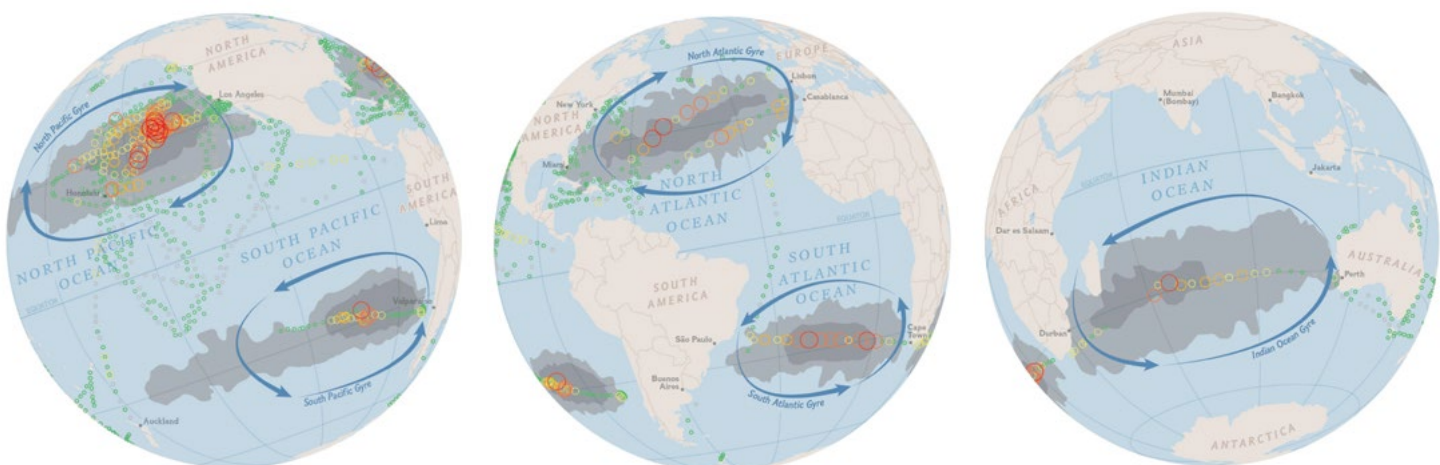 NORTH
AMERICA
North Pacific Gyre
Los Angeles
Honolulu
NORTH PACIFIC
OCEAN
EQUATOR
SOUTH PACIFIC
OCEAN
SOUTH
AMERICA
Lima
Valparaiso
South Pacific Gyre
Auckland
North Atlantic Gyre
EUROPE
Lisbon
Casablanca
New York
NORTH
AMERICA
Miami
NORTH
ATLANTIC
OCEAN
EQUATOR
SOUTH
AMERICA
SOUTH
ATLANTIC
OCEAN
São Paulo
Cape
Town
Buenos
Aires
South Atlantic Gyre
ASIA
Mumbai
(Bombay)
Bangkok
Jakarta
EQUATOR
INDIAN
OCEAN
AFRICA
Dar es Salaam
AUSTRALIA
Perth
Durban
Indian Ocean Gyre
ANTARCTICA